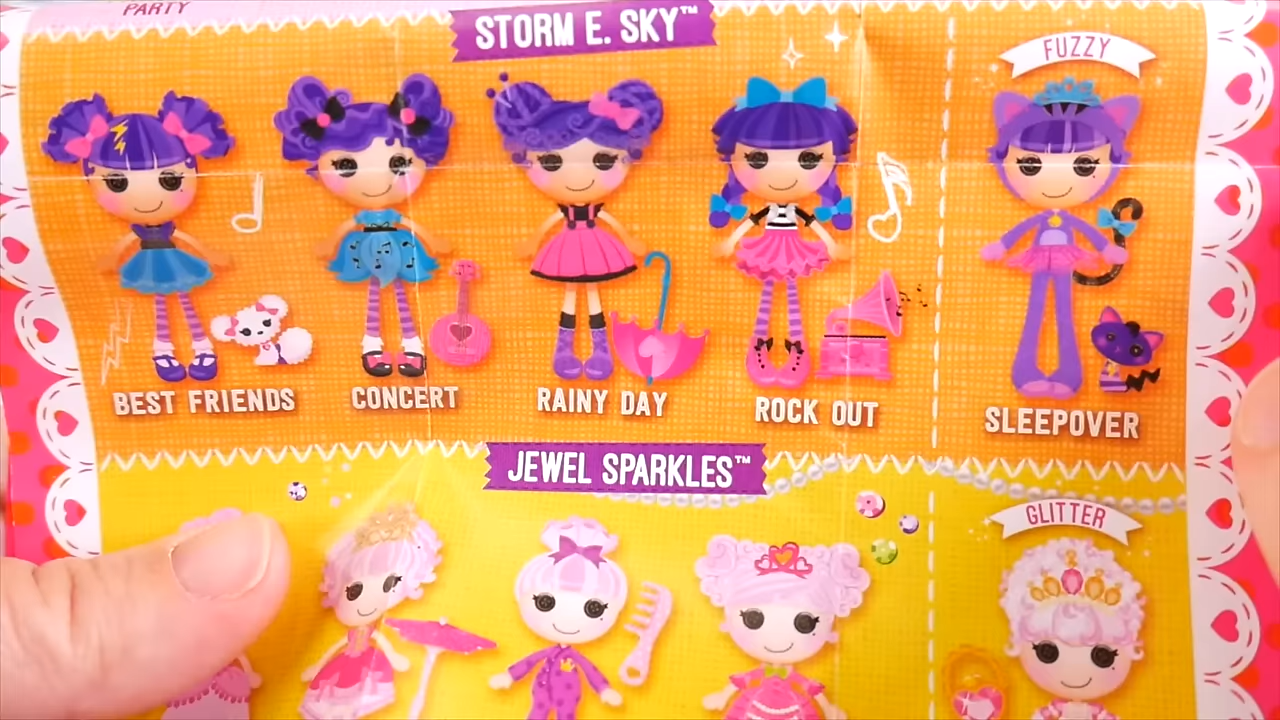 PARTY
STORM E. SKY™
FUZZY
BEST FRIENDS
CONCERT
RAINY DAY
ROCK OUT
SLEEPOVER
JEWEL SPARKLES™
GLITTER